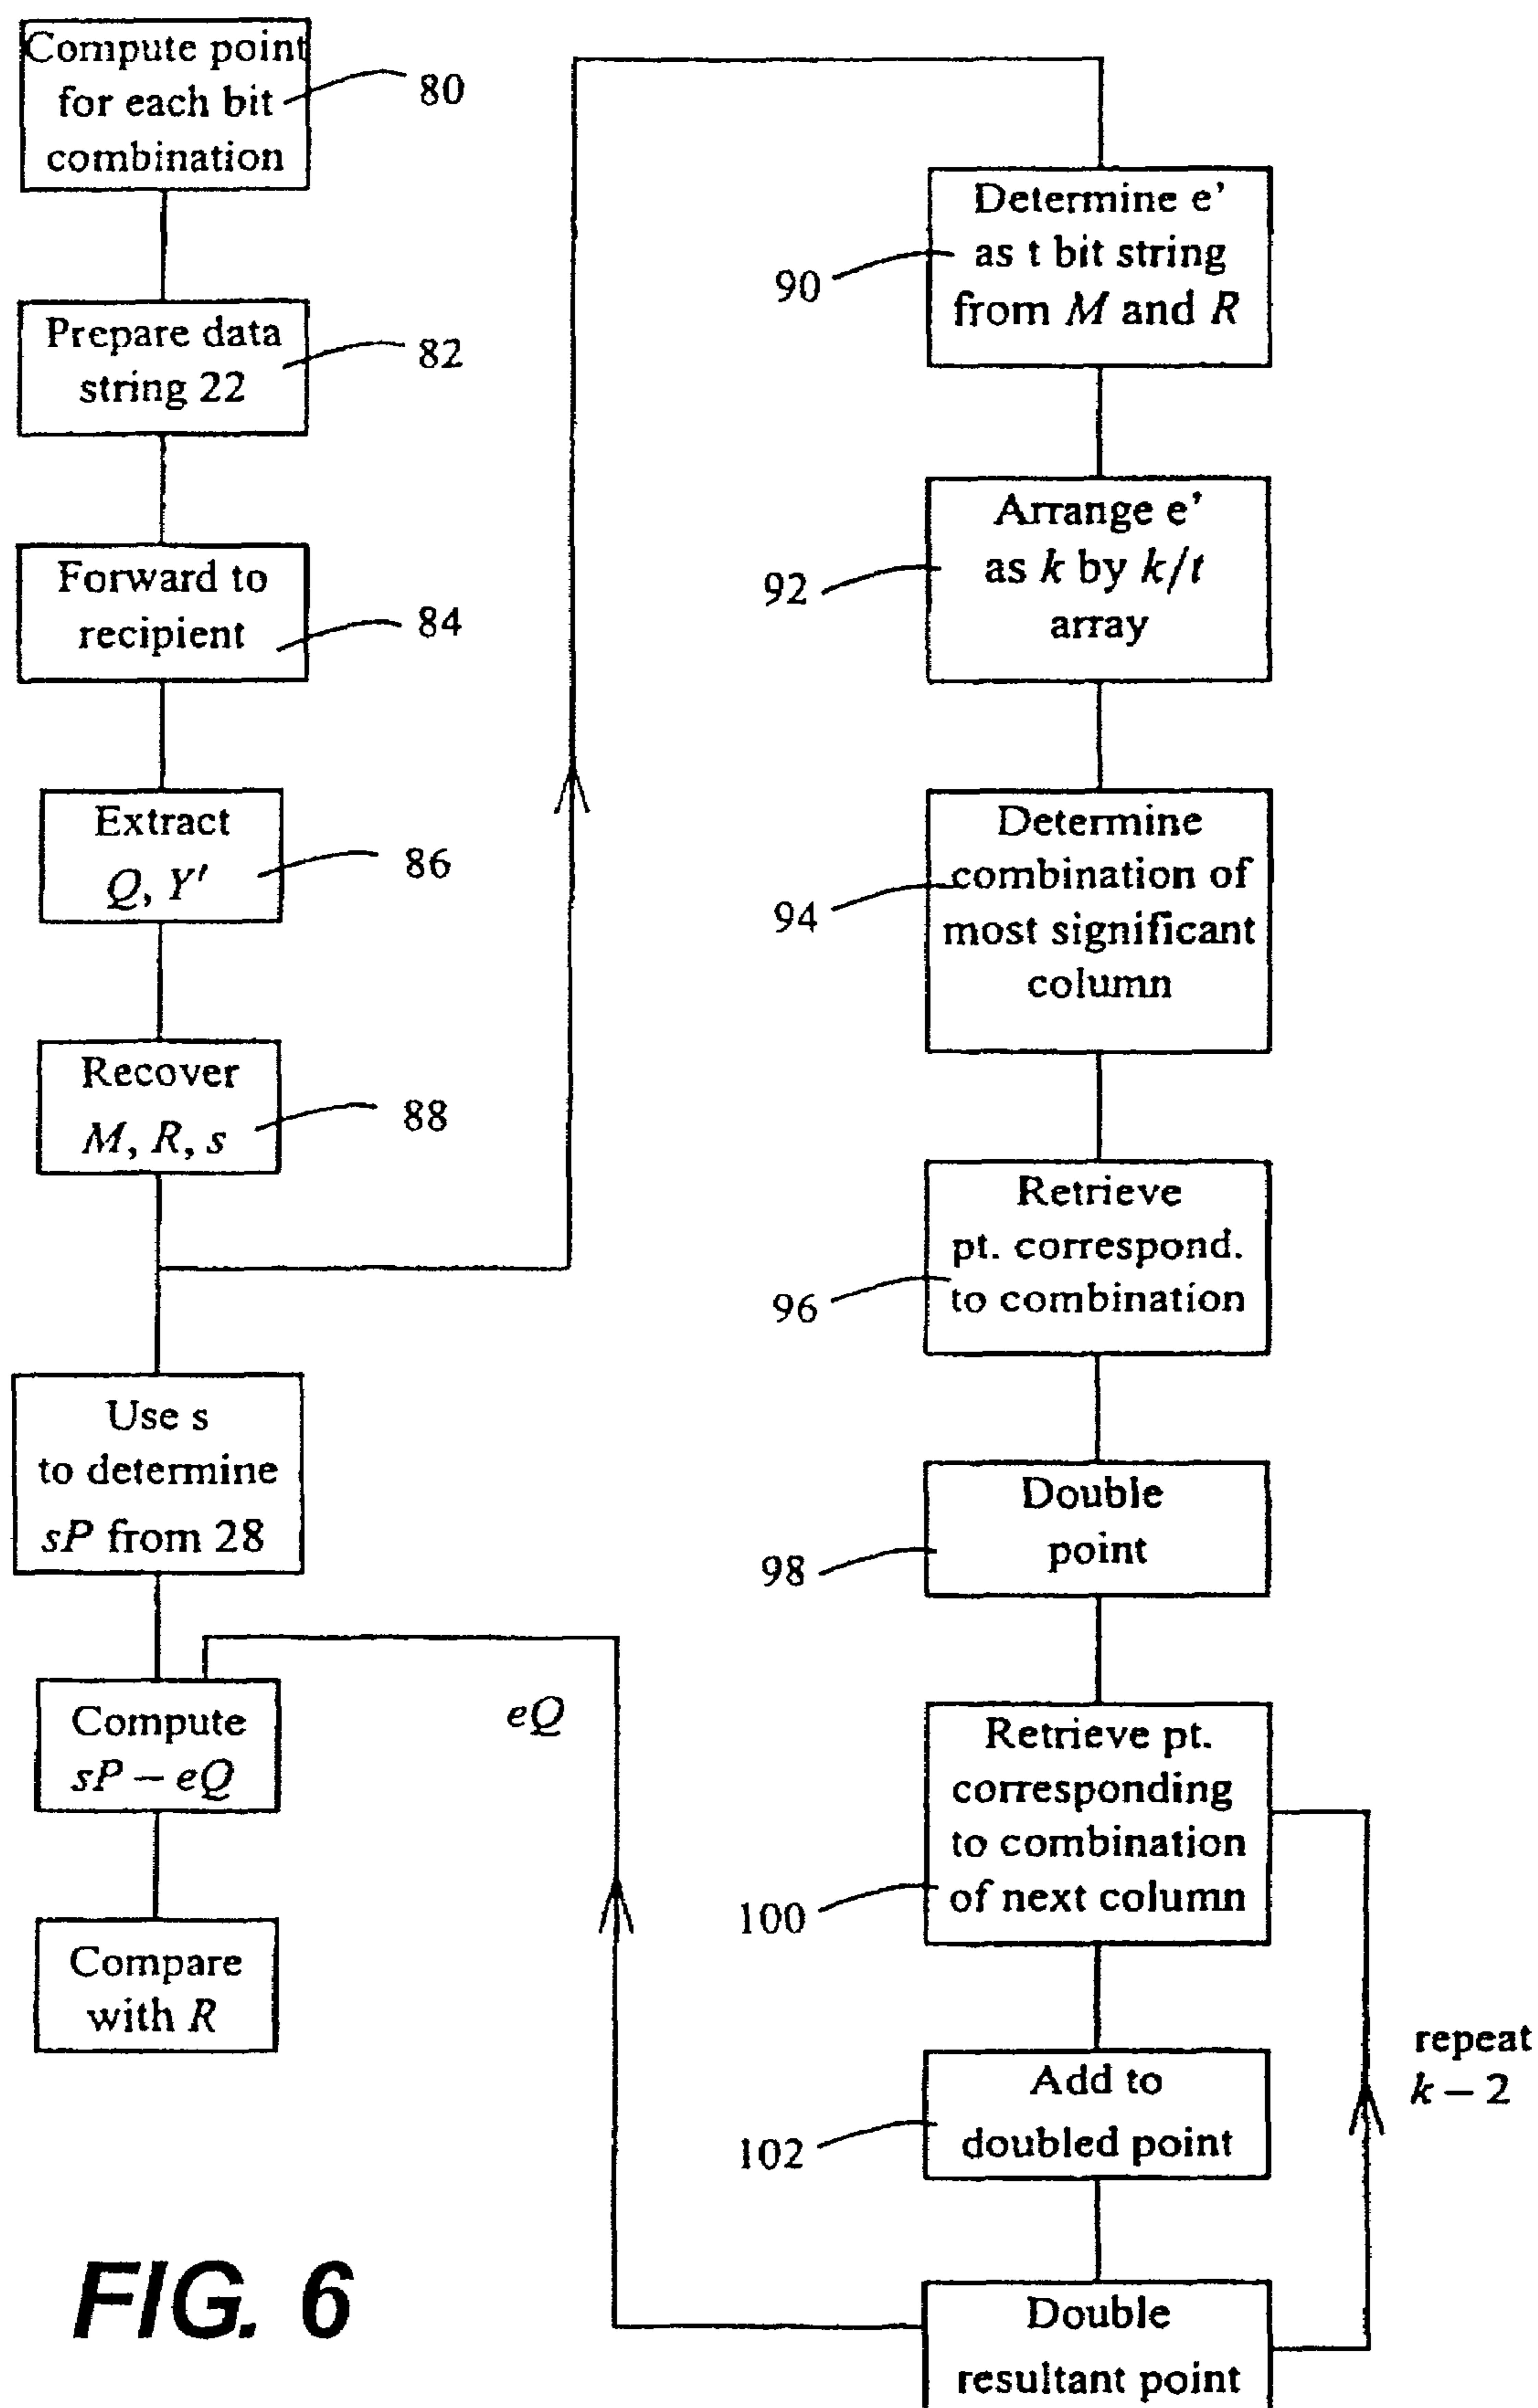 Compute point
for each bit
combination
80
Prepare data
string 22
82
Forward to
recipient
84
Extract
Q, Y'
86
Recover
M, R, s
88
Use s
to determine
sP from 28
Compute
sP – eQ
Compare
with R
eQ
Determine e'
as t bit string
from M and R
90
Arrange e'
as k by k/t
array
92
Determine
combination of
most significant
column
94
Retrieve
pt. correspond.
to combination
96
Double
point
98
Retrieve pt.
corresponding
to combination
of next column
100
Add to
doubled point
102
Double
resultant point
repeat
k – 2
FIG. 6